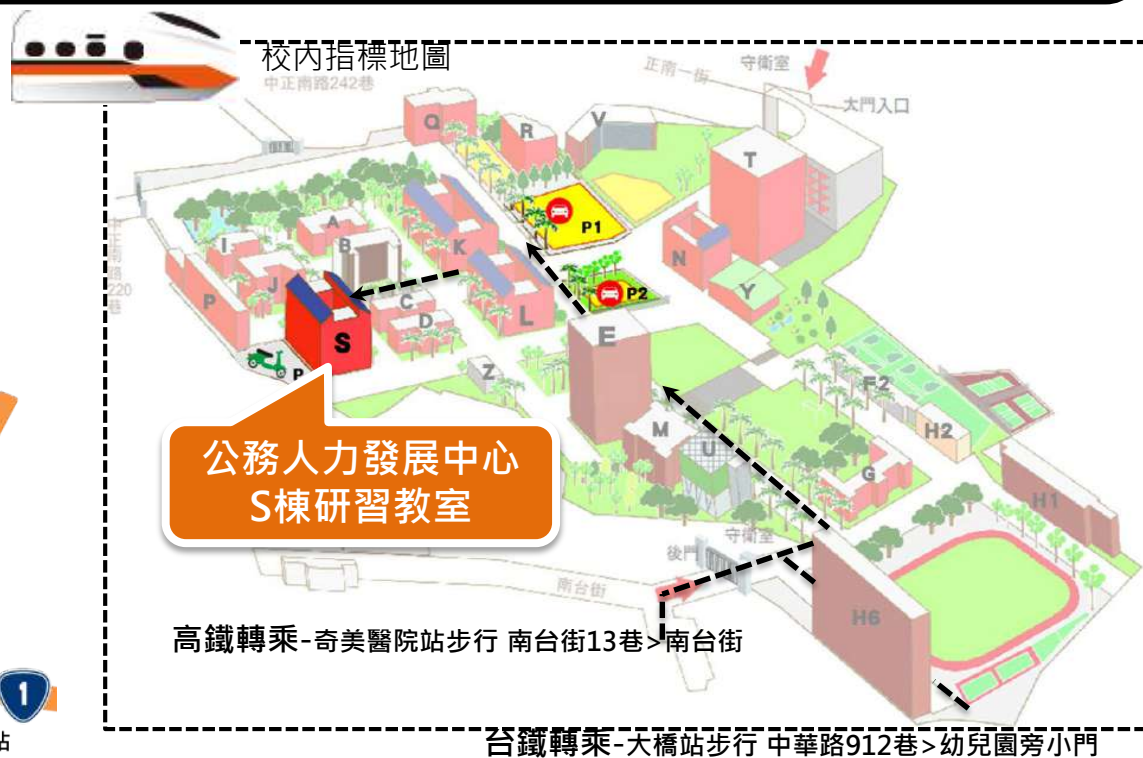 校內指標地圖
中正南路242巷
正南一街
守衛室
大門入口
Q
R
V
T
A
I
B
K
P1
N
J
P
C
P2
Y
S
D
L
E
P
Z
F2
M
U
H2
G
H1
中正南路220巷
公務人力發展中心
S棟研習教室
守衛室
後門
南台街
H6
高鐵轉乘-奇美醫院站步行 南台街13巷>南台街
1
站
台鐵轉乘-大橋站步行 中華路912巷>幼兒園旁小門